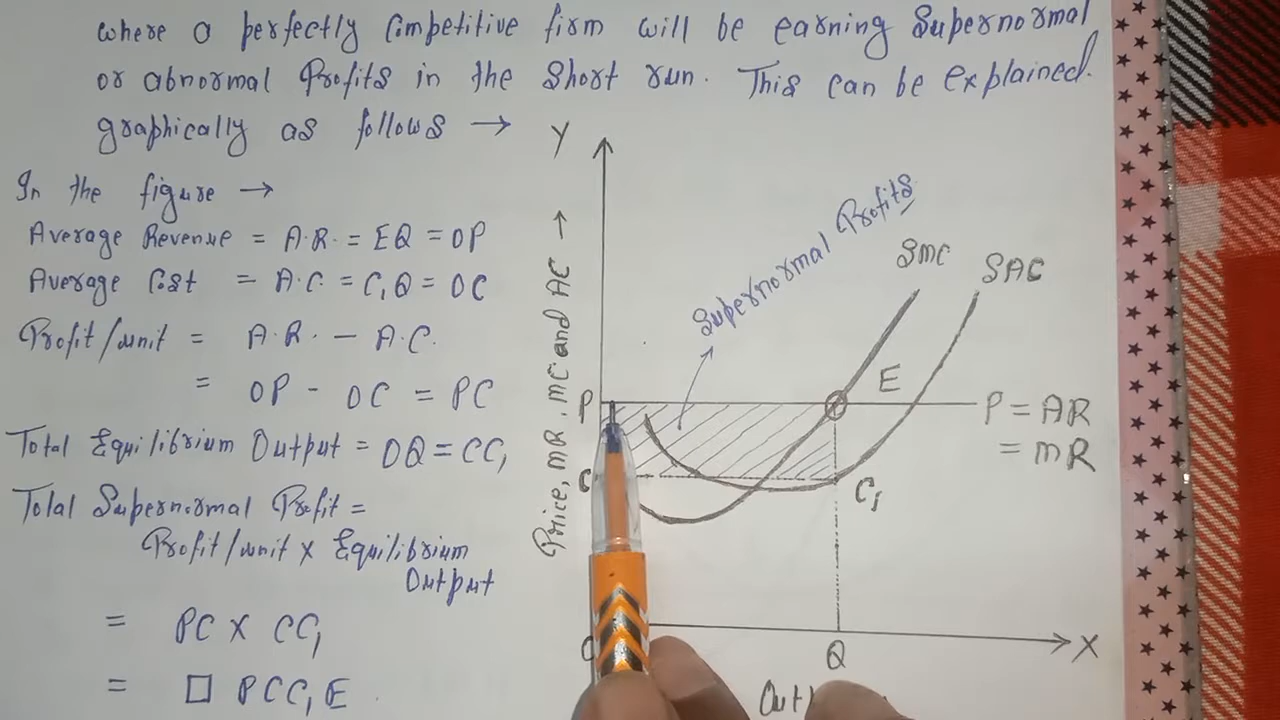 where a perfectly Competitive firm will be earning Supernormal
or abnormal Profits in the Short run. This can be explained.
graphically as follows →
In the figure →
Average Revenue = A.R. = EQ = OP
Average Cost = A.C. = C₁Q = OC
Profit/unit = A.R. - A.C.
= OP - OC = PC
Total Equilibrium Output = OQ = CC₁
Total Supernormal Profit =
Profit/unit x Equilibrium
Output
= PC X CC₁
= □ PCC₁E
Y
Price, MR, MC and AC →
Supernormal Profits
SMC
SAC
P
E
P = AR
= MR
C
C₁
Q
X